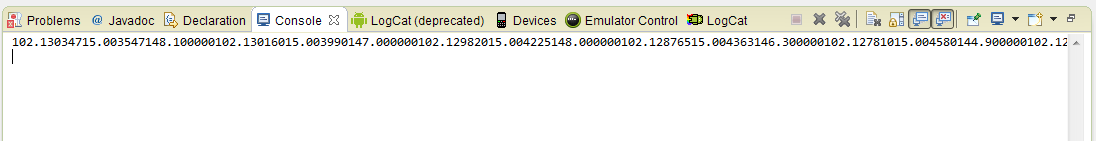 Problems @ Javadoc Declaration Console LogCat (deprecated) Devices Emulator Control LogCat
102.13034715.003547148.100000102.13016015.003990147.000000102.12982015.004225148.000000102.12876515.004363146.300000102.12781015.004580144.900000102.12